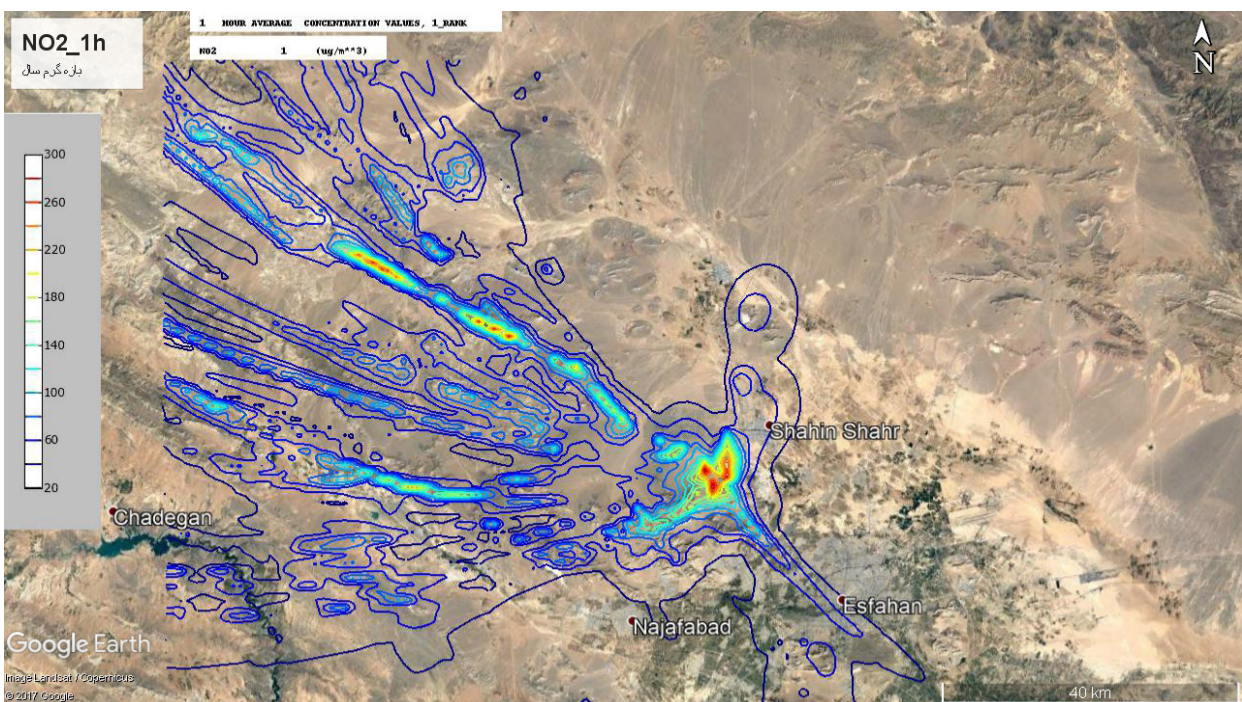 1 HOUR AVERAGE CONCENTRATION VALUES, 1_RANK
NO2 1 (ug/m**3)
NO2_1h
بازه گرم سال
N
300
260
220
180
140
100
60
20
Shahin Shahr
Chadegan
Esfahan
Najafabad
Google Earth
Image Landsat / Copernicus
© 2017 Google
40 km